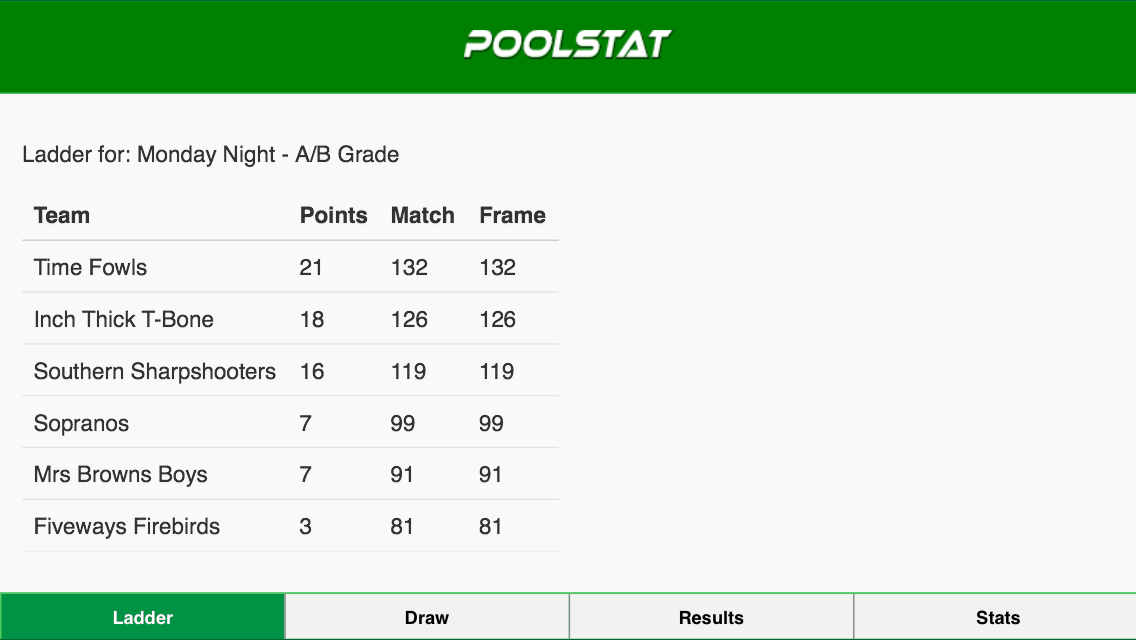 POOLSTAT
Ladder for: Monday Night - A/B Grade
Team Points Match Frame
Time Fowls 21 132 132
Inch Thick T-Bone 18 126 126
Southern Sharpshooters 16 119 119
Sopranos 7 99 99
Mrs Browns Boys 7 91 91
Fiveways Firebirds 3 81 81
Ladder Draw Results Stats